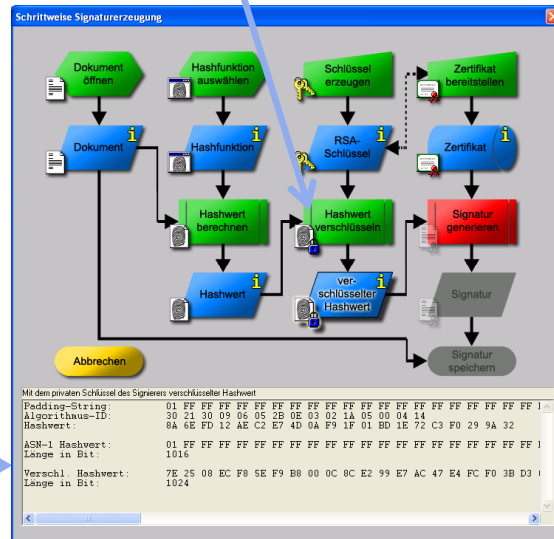 Schrittweise Signaturerzeugung
Dokument
öffnen
Hashfunktion
auswählen
Schlüssel
erzeugen
Zertifikat
bereitstellen
Dokument
i
Hashfunktion
i
RSA-
Schlüssel
i
Zertifikat
i
Hashwert
berechnen
Hashwert
verschlüsseln
Signatur
generieren
Hashwert
i
ver-
schlüsselter
Hashwert
i
Signatur
Abbrechen
Signatur
speichern
Mit dem privaten Schlüssel des Signierers verschlüsselter Hashwert
Padding-String: 01 FF FF FF FF FF FF FF FF FF FF FF FF FF FF FF FF FF FF FF
Algorithmus-ID: 30 21 30 09 06 05 2B 0E 03 02 1A 05 00 04 14
Hashwert: 8A 6E FD 12 AE C2 E7 4D 0A F9 1F 01 BD 1E 72 C3 F0 29 9A 32
ASN-1 Hashwert: 01 FF FF FF FF FF FF FF FF FF FF FF FF FF FF FF FF FF FF FF
Länge in Bit: 1016
Verschl. Hashwert: 7E 25 08 EC F8 5E F9 B8 00 0C 8C E2 99 E7 AC 47 E4 FC F0 3B D3
Länge in Bit: 1024